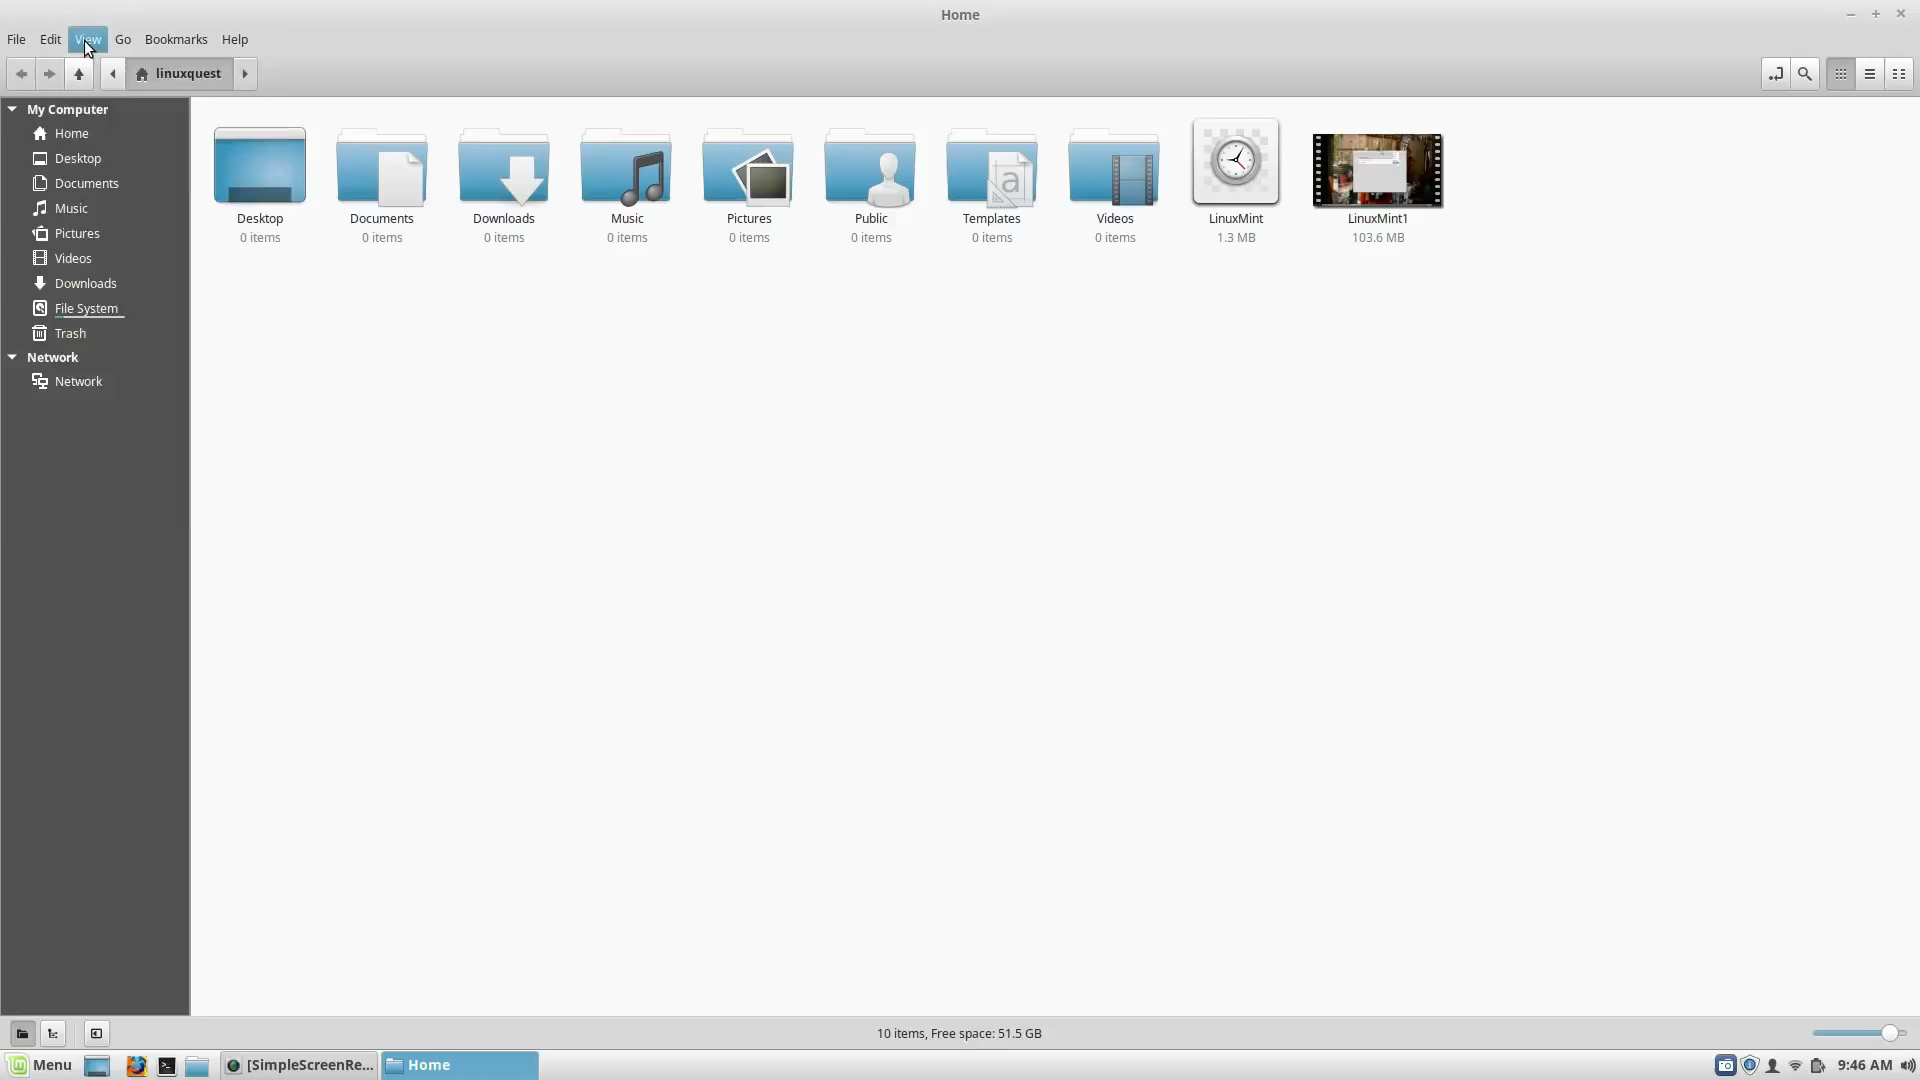 Home
File Edit View Go Bookmarks Help
linuxquest
My Computer
Home
Desktop
Documents
Music
Pictures
Videos
Downloads
File System
Trash
Network
Network
Desktop Documents Downloads Music Pictures Public Templates Videos LinuxMint LinuxMint1
0 items 0 items 0 items 0 items 0 items 0 items 0 items 0 items 1.3 MB 103.6 MB
a
10 items, Free space: 51.5 GB
Menu [SimpleScreenRe... Home 9:46 AM